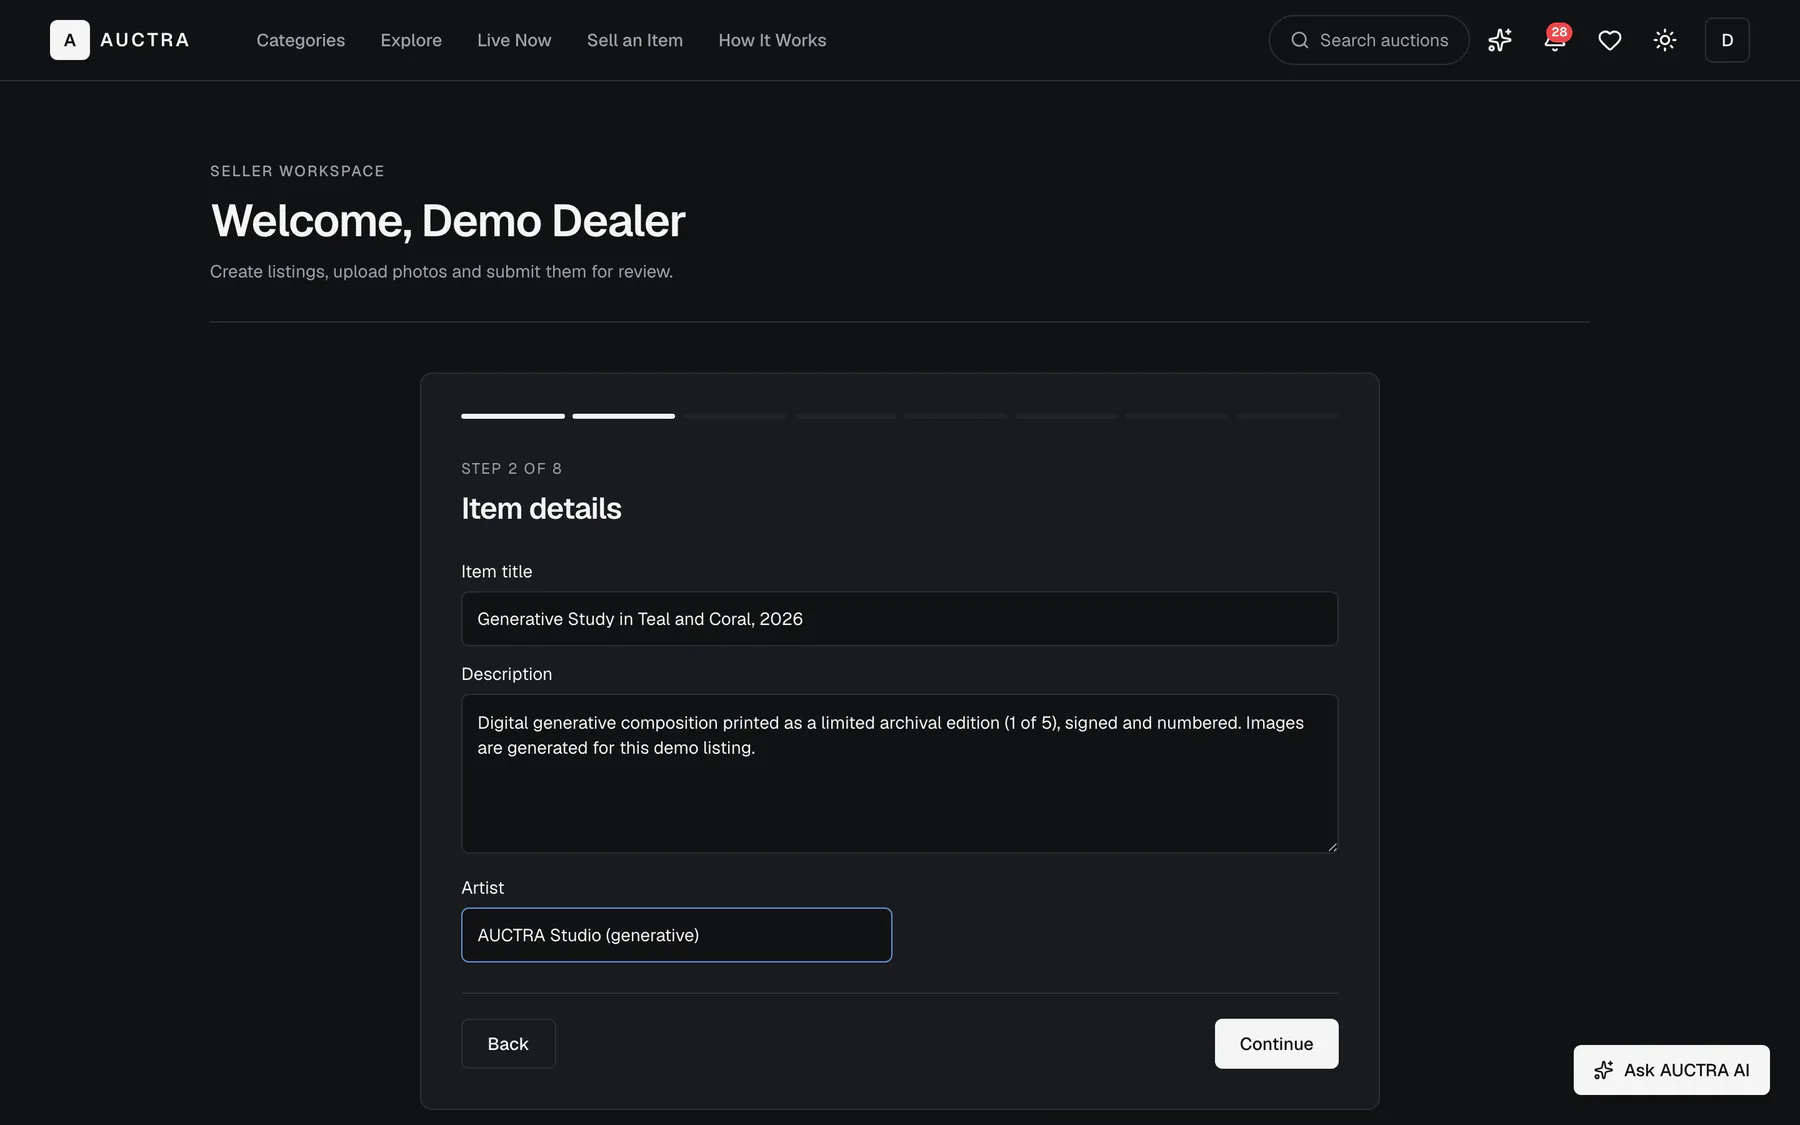 A AUCTRA
Categories
Explore
Live Now
Sell an Item
How It Works
Search auctions
28
D
SELLER WORKSPACE
Welcome, Demo Dealer
Create listings, upload photos and submit them for review.
STEP 2 OF 8
Item details
Item title
Generative Study in Teal and Coral, 2026
Description
Digital generative composition printed as a limited archival edition (1 of 5), signed and numbered. Images
are generated for this demo listing.
Artist
AUCTRA Studio (generative)
Back
Continue
Ask AUCTRA AI